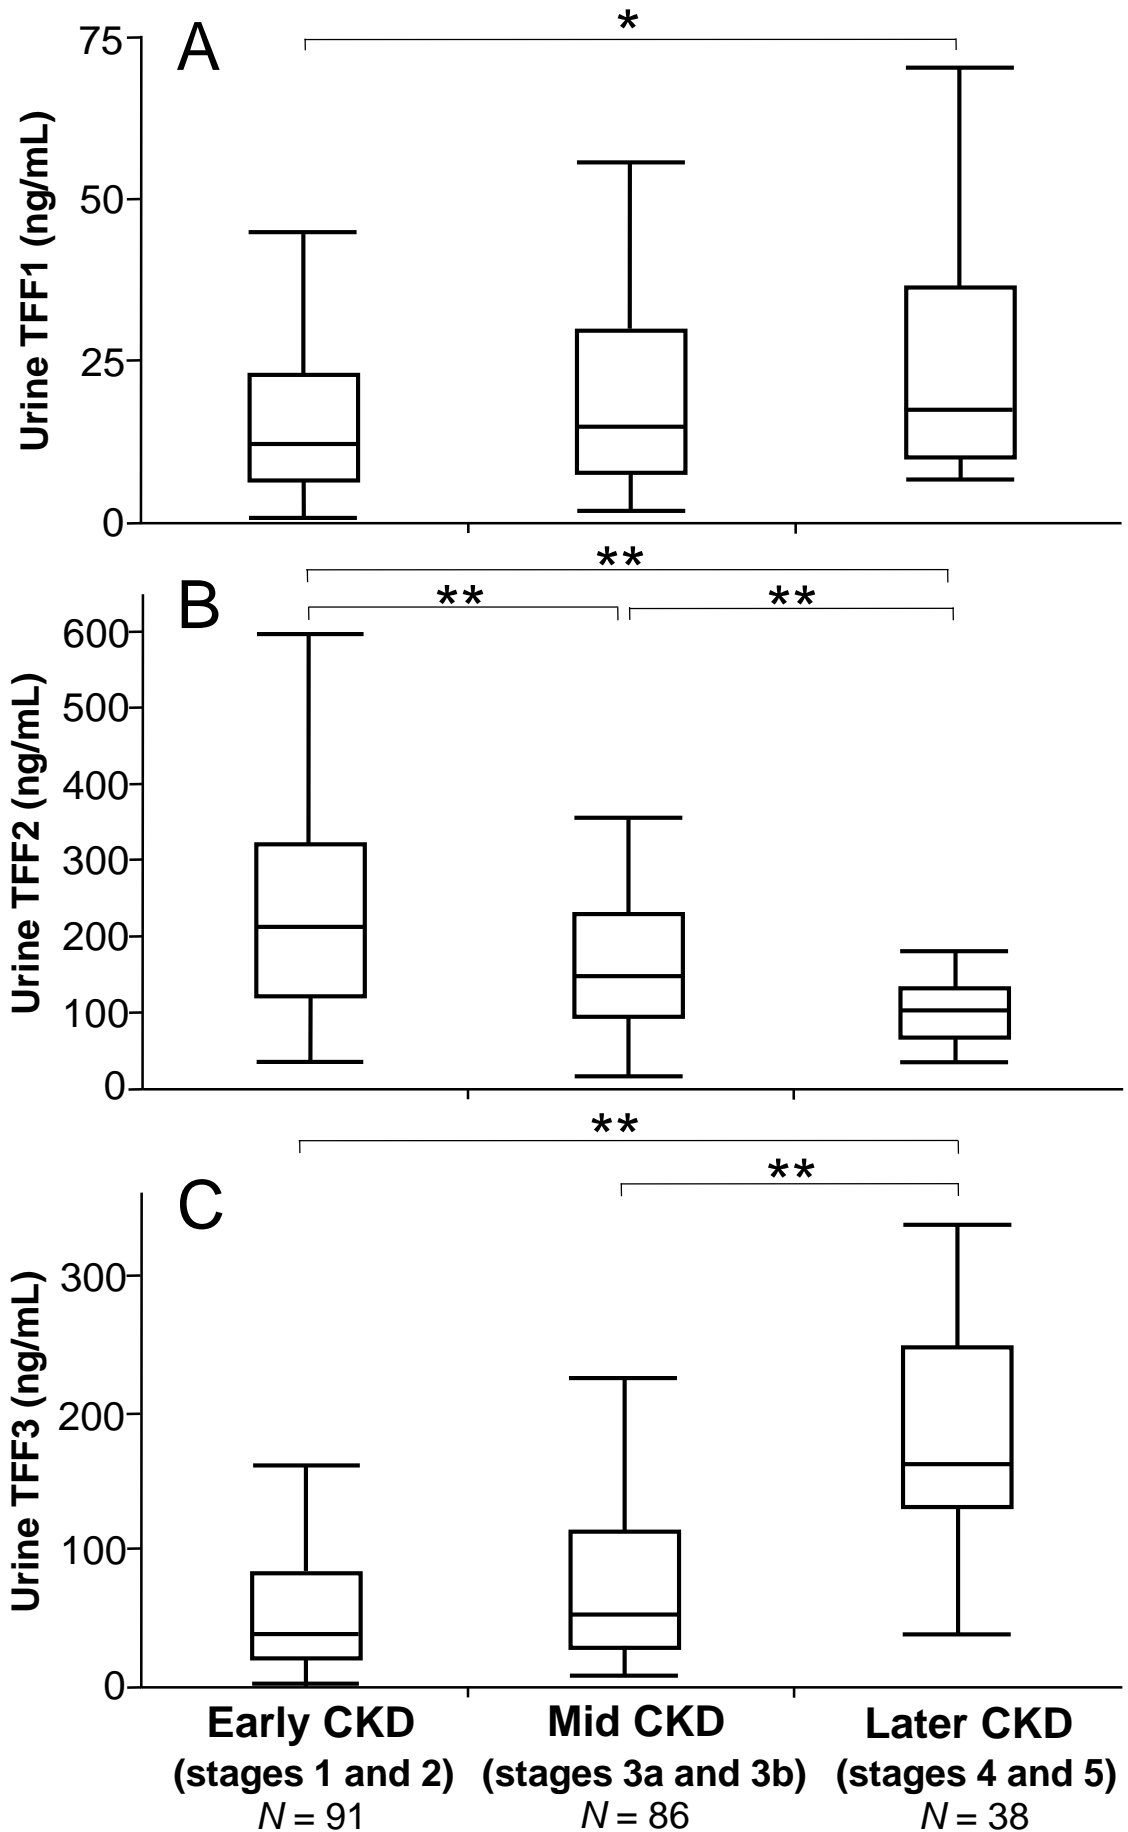 *
75
A
50
25
0
Urine TFF1 (ng/mL)
**
** **
B
600
500
400
300
200
100
0
Urine TFF2 (ng/mL)
**
**
C
300
200
100
0
Urine TFF3 (ng/mL)
Early CKD Mid CKD Later CKD
(stages 1 and 2) (stages 3a and 3b) (stages 4 and 5)
N = 91 N = 86 N = 38